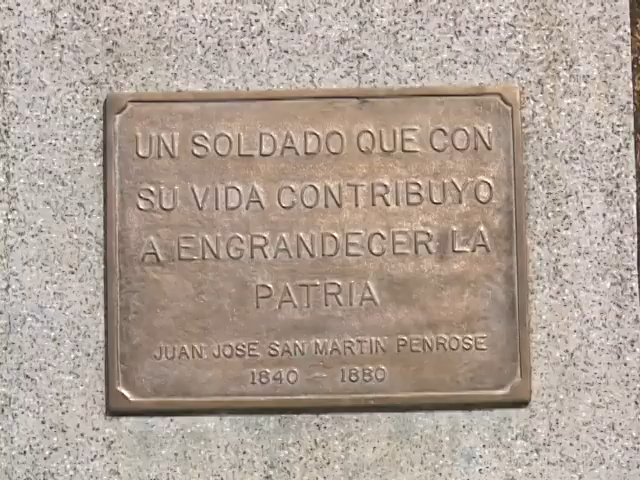 UN SOLDADO QUE CON
SU VIDA CONTRIBUYO
A ENGRANDECER LA
PATRIA
JUAN JOSE SAN MARTIN PENROSE
1840 - 1880